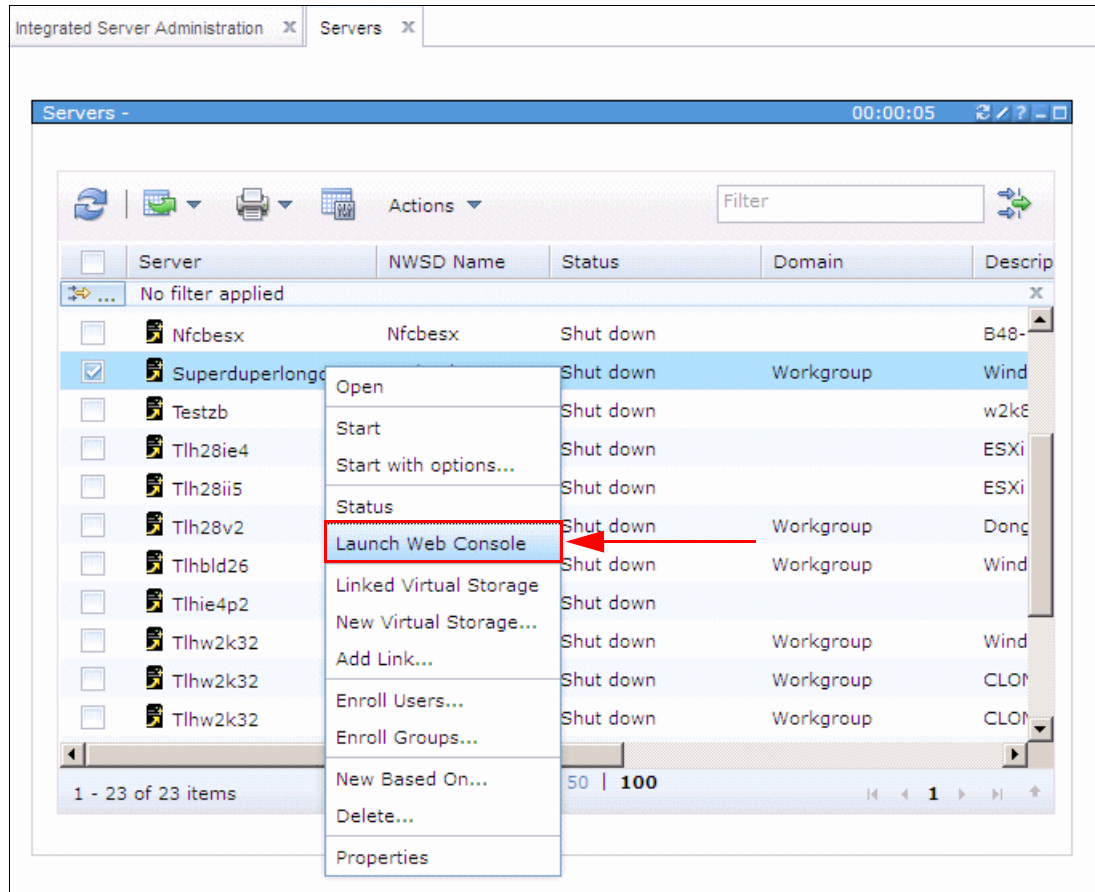 Integrated Server Administration X Servers X
Servers - 00:00:05 ?
Actions Filter
Server NWSD Name Status Domain Descrip
... No filter applied x
Nfcbesx Nfcbesx Shut down B48-
Superduperlongd Shut down Workgroup Wind
Open
Testzb Shut down w2k8
Start
Tlh28ie4 Shut down ESXi
Start with options...
Tlh28ii5 Shut down ESXi
Status
Tlh28v2 Shut down Workgroup Dong
Launch Web Console
Tlhbld26 Shut down Workgroup Wind
Linked Virtual Storage
Tlhie4p2 Shut down
New Virtual Storage...
Tlhw2k32 Shut down Workgroup Wind
Add Link...
Tlhw2k32 Shut down Workgroup CLON
Enroll Users...
Tlhw2k32 Shut down Workgroup CLON
Enroll Groups...
New Based On...
1 - 23 of 23 items 50 | 100 1
Delete...
Properties